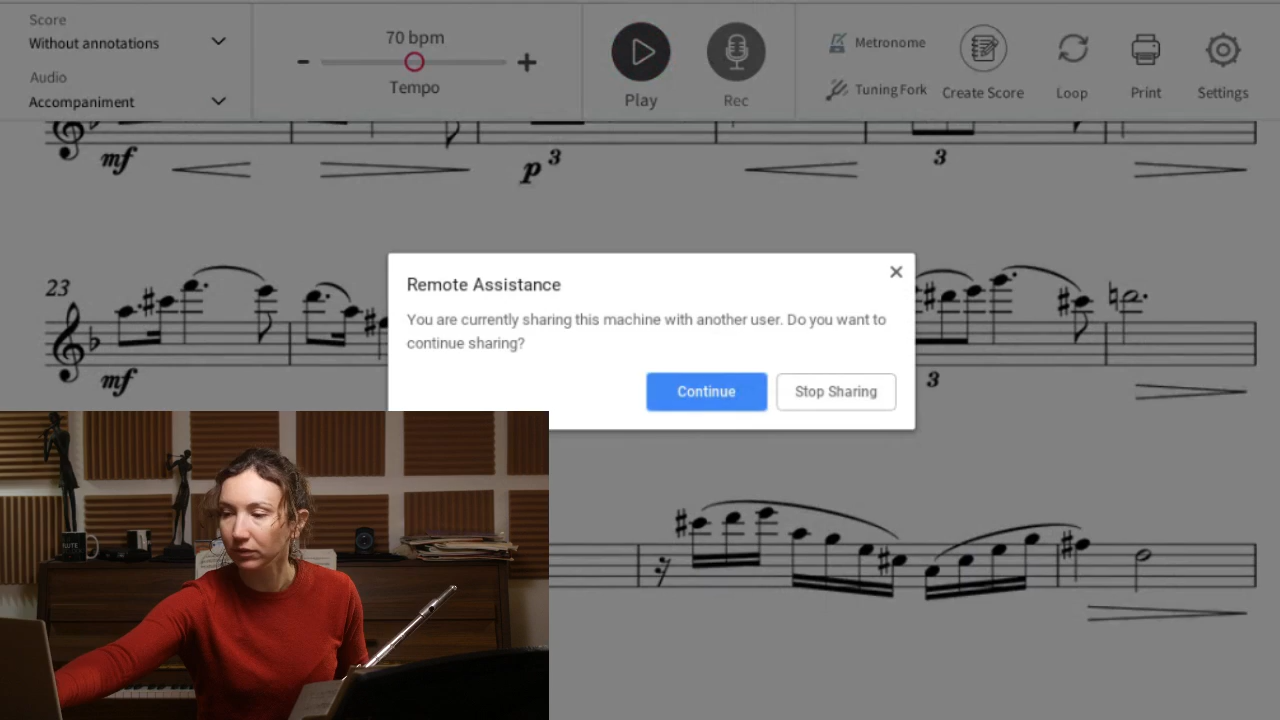 Score
Without annotations
Audio
Accompaniment
70 bpm
Tempo
Play
Rec
Metronome
Tuning Fork
Create Score
Loop
Print
Settings
mf
p 3
3
23
Remote Assistance
You are currently sharing this machine with another user. Do you want to
continue sharing?
Continue
Stop Sharing
mf
3